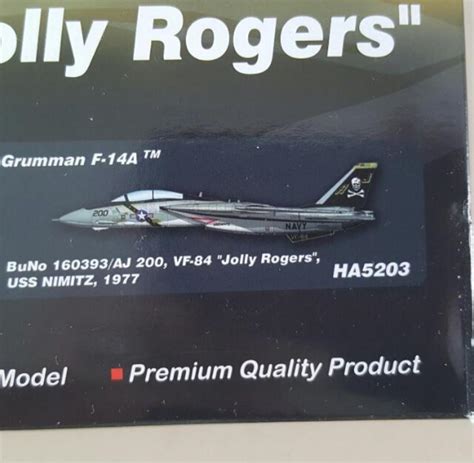 olly Rogers"
Grumman F-14A™
200
NAVY
BuNo 160393/AJ 200, VF-84 "Jolly Rogers",
USS NIMITZ, 1977
HA5203
Model
■ Premium Quality Product